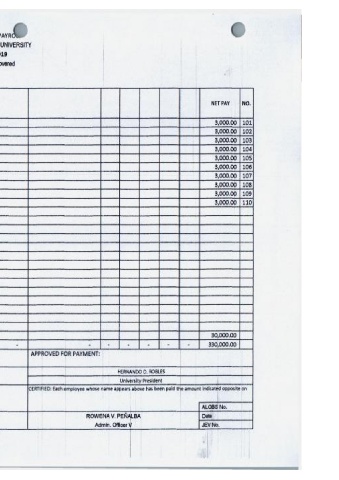 PAYRO
UNIVERSITY
19
overed
NET PAY NO.
3,000.00 101
3,000.00 102
3,000.00 103
3,000.00 104
3,000.00 105
3,000.00 106
3,000.00 107
3,000.00 108
3,000.00 109
3,000.00 110
30,000.00
- - - - - - - 330,000.00
APPROVED FOR PAYMENT:
HERNANDO D. ROBLES
University President
CERTIFIED: Each employee whose name appears above has been paid the amount indicated opposite on
ALOBS No.
ROWENA V. PEÑALBA Date
Admin. Officer V JEV No.